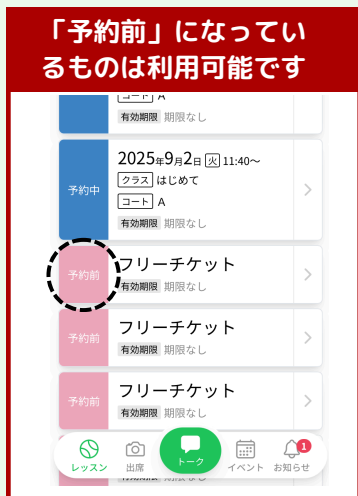 「予約前」になってい
るものは利用可能です
コート A
有効期限 期限なし
予約中
2025年9月2日 火 11:40～
クラス はじめて
コート A
有効期限 期限なし
予約前
フリーチケット
有効期限 期限なし
予約前
フリーチケット
有効期限 期限なし
予約前
フリーチケット
有効期限 期限なし
レッスン 出席 トーク イベント お知らせ 1